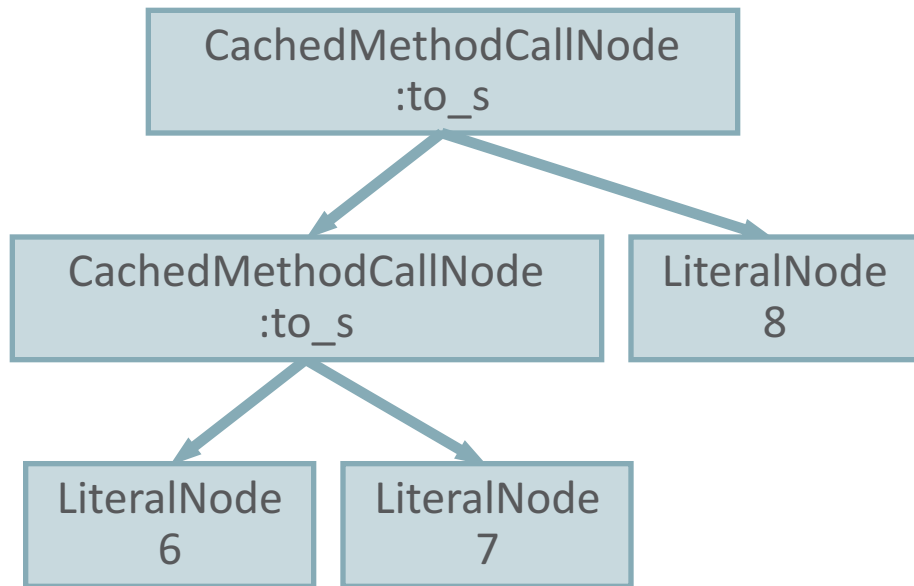 CachedMethodCallNode
:to_s
CachedMethodCallNode
:to_s
LiteralNode
8
LiteralNode
6
LiteralNode
7